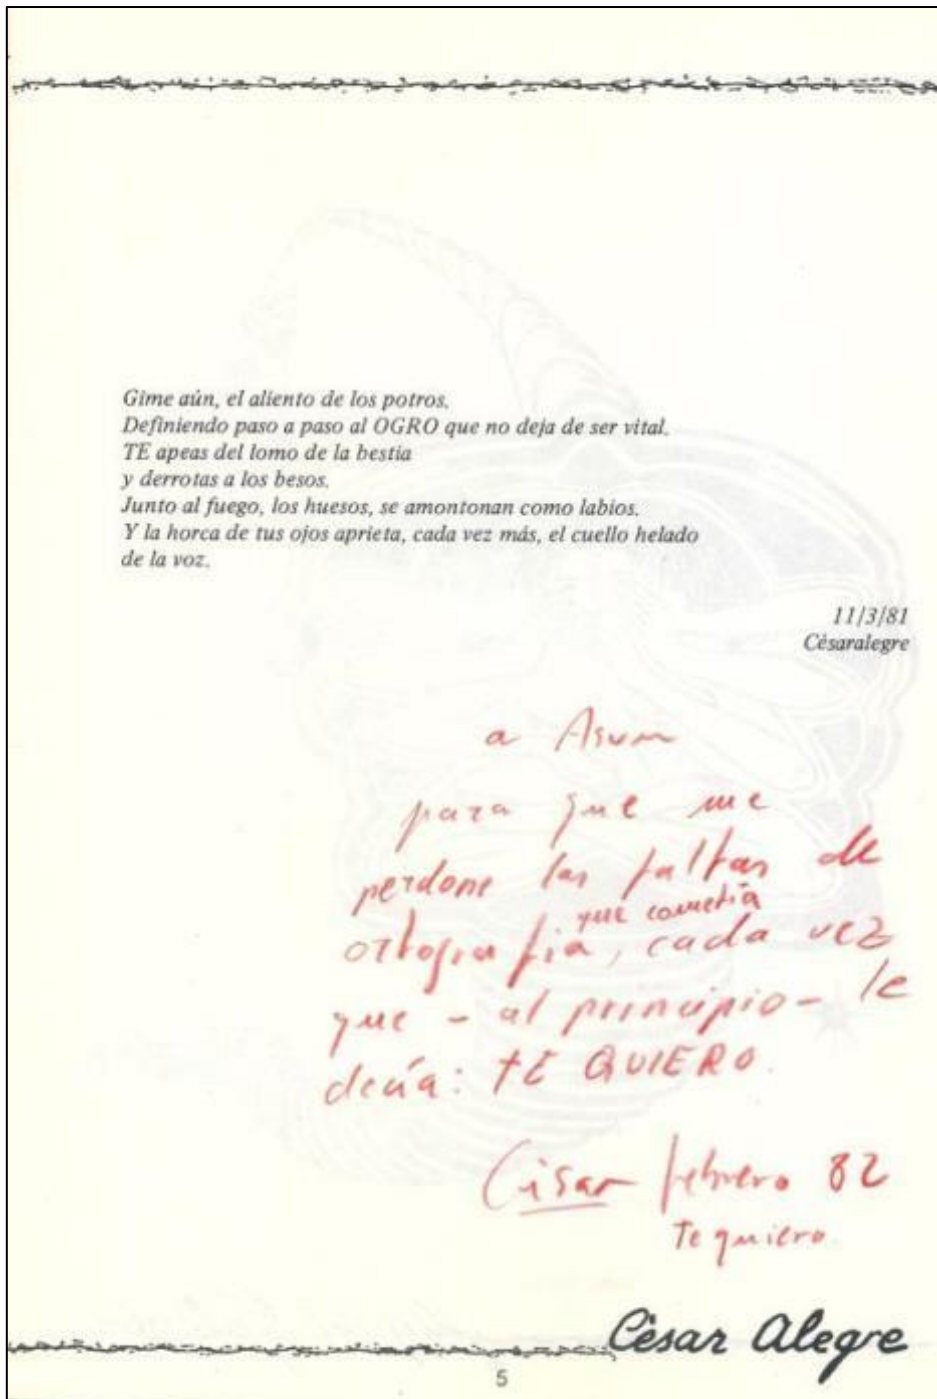 Gime aún, el aliento de los potros.
Definiendo paso a paso al OGRO que no deja de ser vital.
TE apeas del lomo de la bestia
y derrotas a los besos.
Junto al fuego, los huesos, se amontonan como labios.
Y la horca de tus ojos aprieta, cada vez más, el cuello helado
de la voz.
11/3/81
Césaralegre
a Asun
para que me
perdone las faltas de
que cometía
ortografía, cada vez
que - al principio - le
decía: TE QUIERO.
César febrero 82
Te quiero.
César Alegre
5